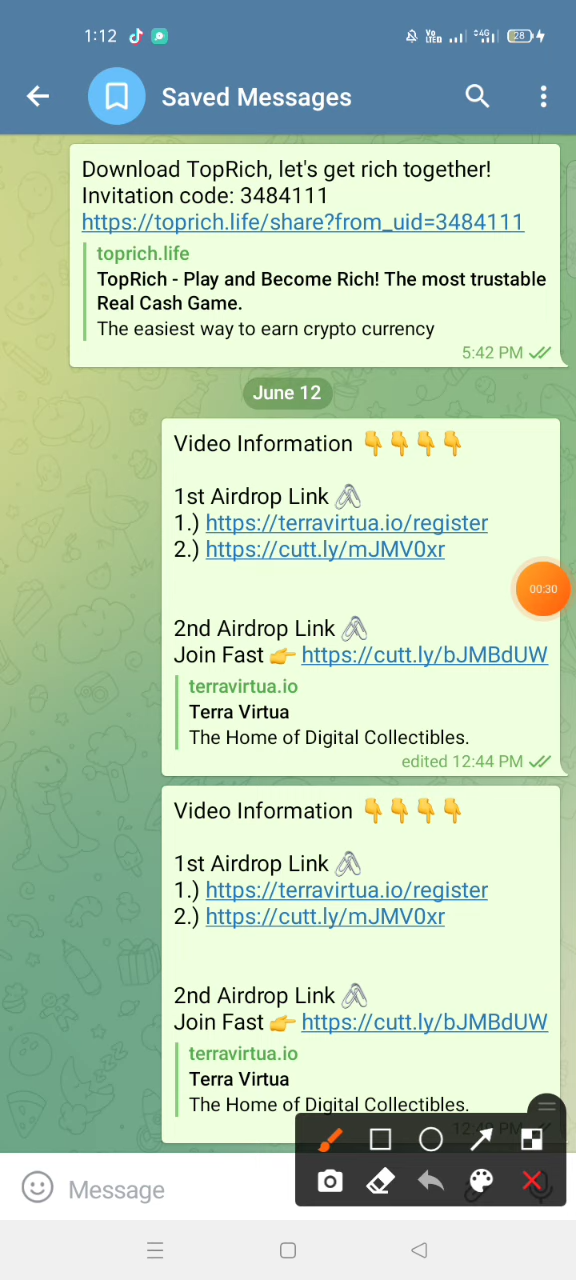 1:12
Vo
LTED
4G
28
Saved Messages
Download TopRich, let's get rich together!
Invitation code: 3484111
https://toprich.life/share?from_uid=3484111
toprich.life
TopRich - Play and Become Rich! The most trustable
Real Cash Game.
The easiest way to earn crypto currency
5:42 PM
June 12
Video Information 👇👇👇👇
1st Airdrop Link 🖇
1.) https://terravirtua.io/register
2.) https://cutt.ly/mJMV0xr
00:30
2nd Airdrop Link 🖇
Join Fast 👉 https://cutt.ly/bJMBdUW
terravirtua.io
Terra Virtua
The Home of Digital Collectibles.
edited 12:44 PM
Video Information 👇👇👇👇
1st Airdrop Link 🖇
1.) https://terravirtua.io/register
2.) https://cutt.ly/mJMV0xr
2nd Airdrop Link 🖇
Join Fast 👉 https://cutt.ly/bJMBdUW
terravirtua.io
Terra Virtua
The Home of Digital Collectibles.
Message